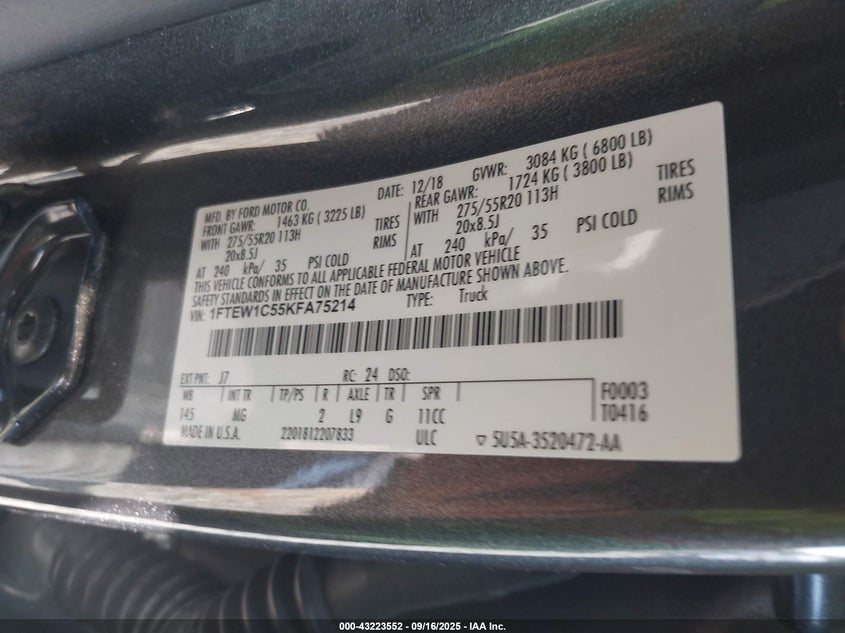 MFD. BY FORD MOTOR CO. DATE: 12/18 GVWR: 3084 KG ( 6800 LB)
FRONT GAWR: 1463 KG ( 3225 LB) REAR GAWR: 1724 KG ( 3800 LB)
WITH 275/55R20 113H TIRES WITH 275/55R20 113H TIRES
20x8.5J RIMS 20x8.5J RIMS
AT 240 kPa/ 35 PSI COLD AT 240 kPa/ 35 PSI COLD
THIS VEHICLE CONFORMS TO ALL APPLICABLE FEDERAL MOTOR VEHICLE
SAFETY STANDARDS IN EFFECT ON THE DATE OF MANUFACTURE SHOWN ABOVE.
VIN: 1FTEW1C55KFA75214 TYPE: Truck
EXT PNT: J7 RC: 24 DSO: F0003
WB INT TR TP/PS R AXLE TR SPR T0416
145 MG 2 L9 G 11CC
MADE IN U.S.A. 2201812207833 ULC ▽ 5U5A-3520472-AA
000-43223552 - 09/16/2025 - IAA Inc.